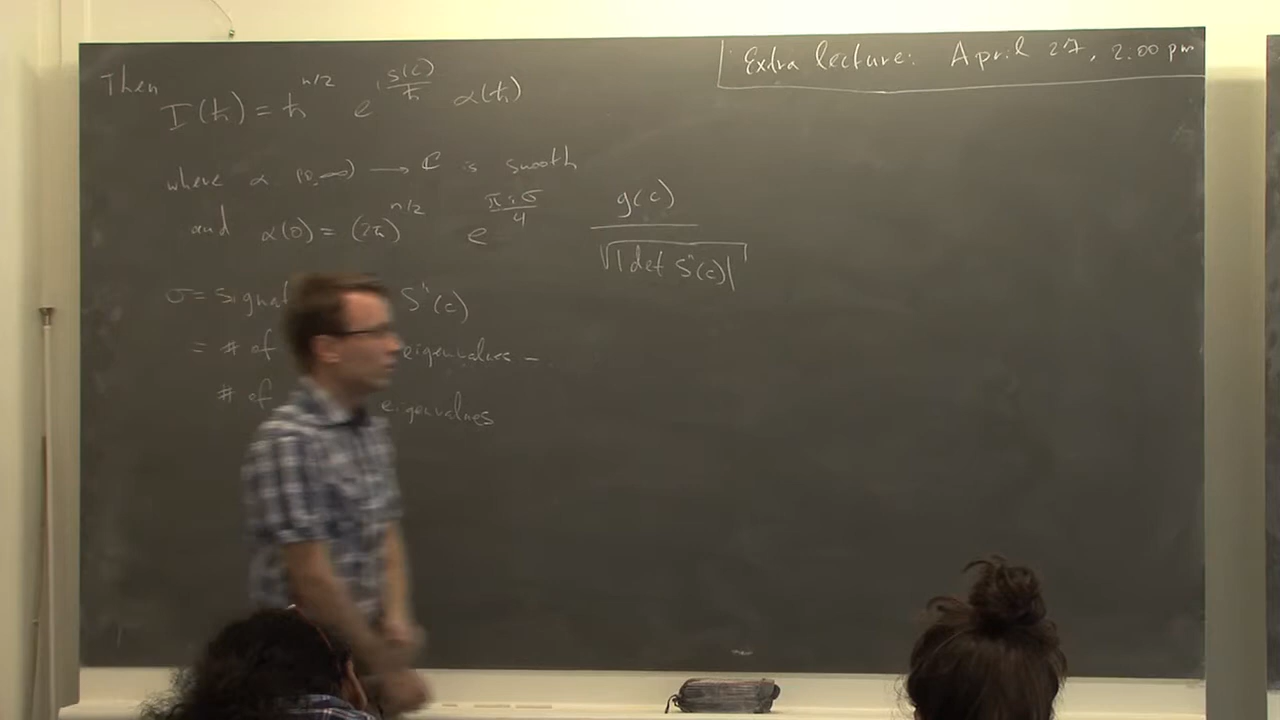 Then
I(ħ) = ħ^{n/2} e^{i S(c)/ħ} α(ħ)
where α [0,∞) → ℂ is smooth
and α(0) = (2π)^{n/2} e^{πiσ/4} g(c)/√|det S''(c)|
σ = S''(c)
= # of eigenvalues - ...
# of eigenvalues
Extra lecture: April 27, 2:00 pm